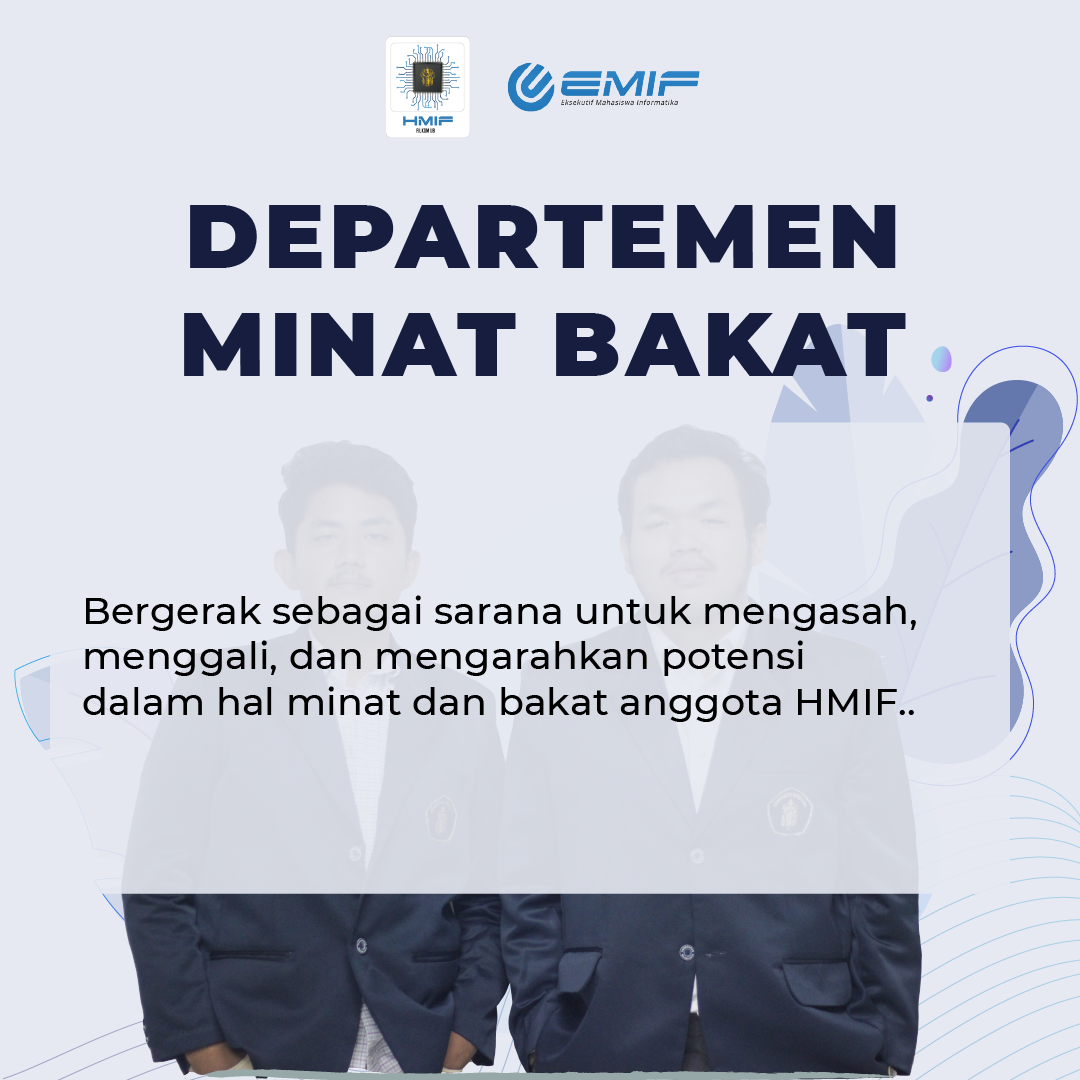 HMIF
FILKOM UB
EMIF
Eksekutif Mahasiswa Informatika
DEPARTEMEN
MINAT BAKAT
Bergerak sebagai sarana untuk mengasah,
menggali, dan mengarahkan potensi
dalam hal minat dan bakat anggota HMIF..